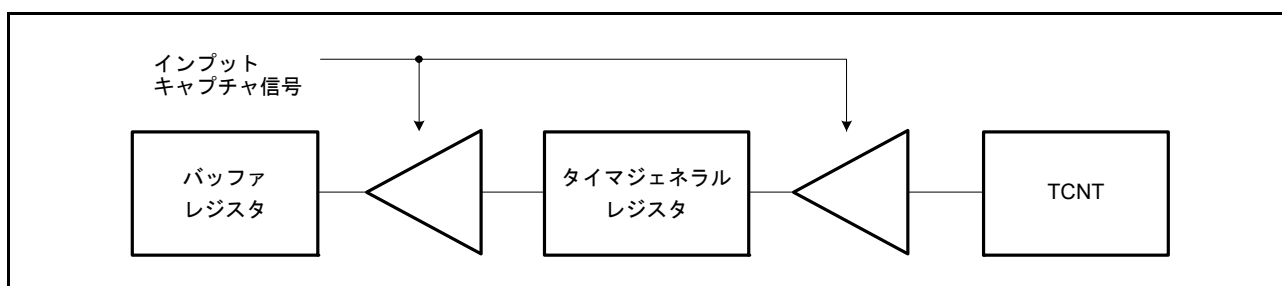 インプット
キャプチャ信号
バッファ
レジスタ
タイマジェネラル
レジスタ
TCNT